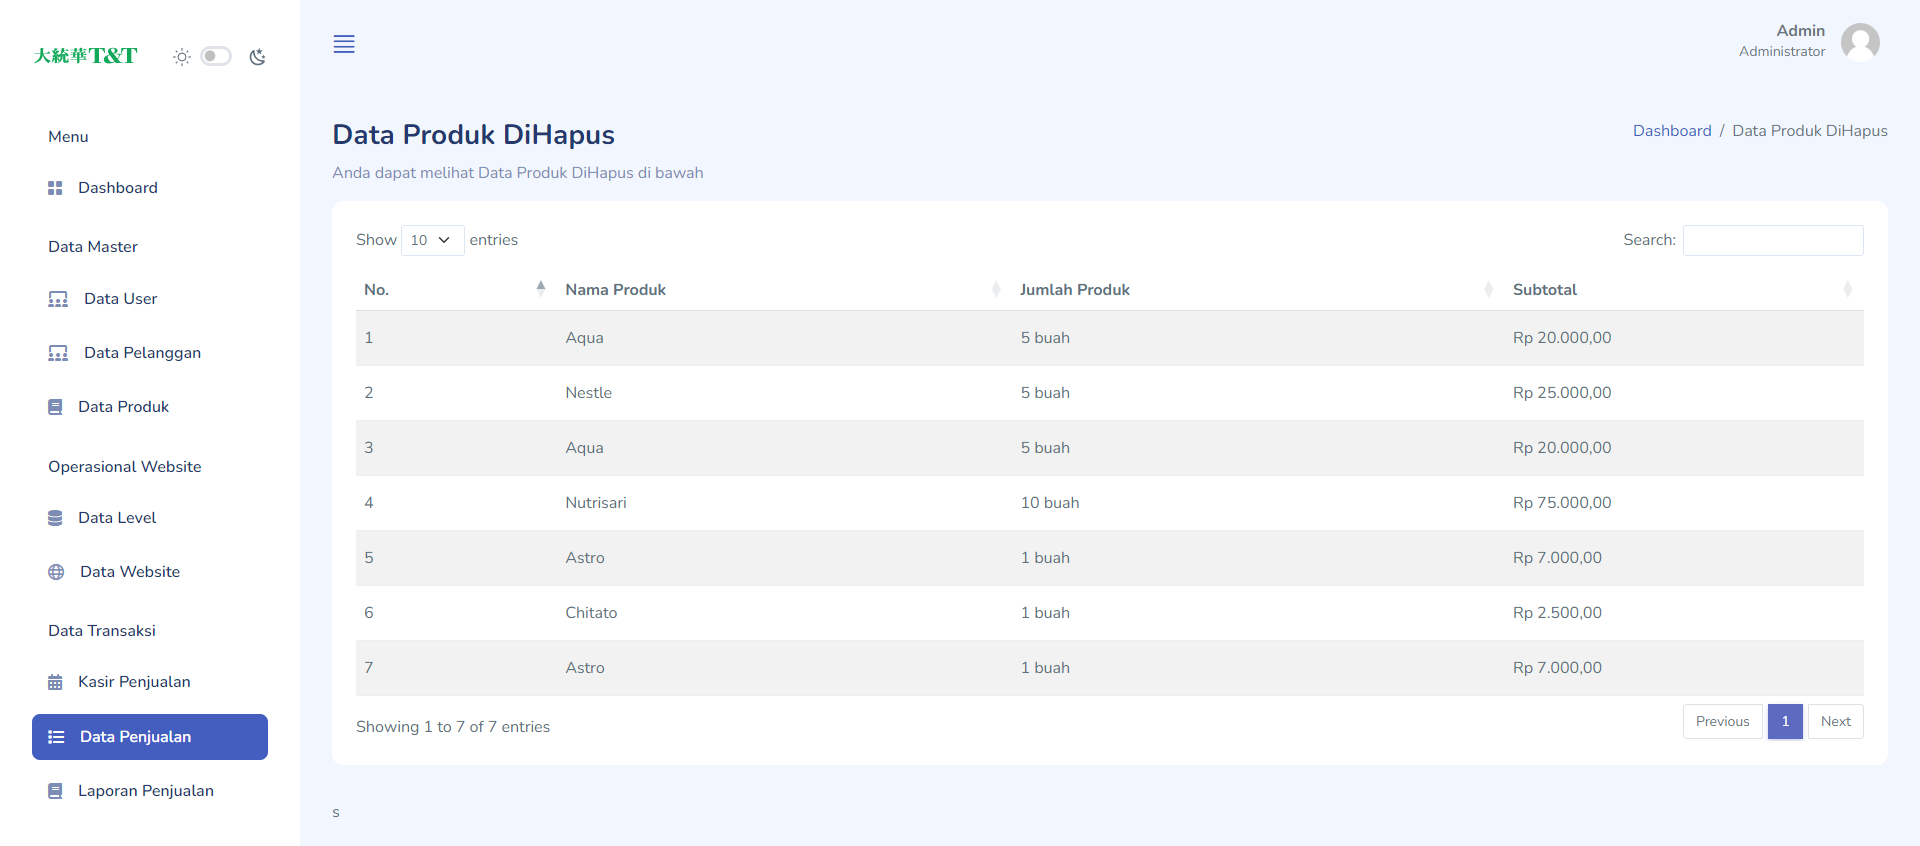 大統華T&T
Menu
Dashboard
Data Master
Data User
Data Pelanggan
Data Produk
Operasional Website
Data Level
Data Website
Data Transaksi
Kasir Penjualan
Data Penjualan
Laporan Penjualan
Admin
Administrator
Data Produk DiHapus
Dashboard / Data Produk DiHapus
Anda dapat melihat Data Produk DiHapus di bawah
Show 10 entries
Search:
No. Nama Produk Jumlah Produk Subtotal
1 Aqua 5 buah Rp 20.000,00
2 Nestle 5 buah Rp 25.000,00
3 Aqua 5 buah Rp 20.000,00
4 Nutrisari 10 buah Rp 75.000,00
5 Astro 1 buah Rp 7.000,00
6 Chitato 1 buah Rp 2.500,00
7 Astro 1 buah Rp 7.000,00
Showing 1 to 7 of 7 entries
Previous 1 Next
s